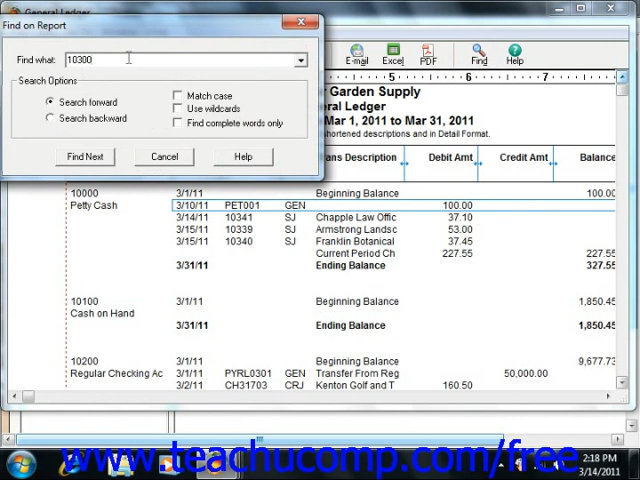 General Ledger
Find on Report
Find what: 10300
Search Options
Search forward
Search backward
Match case
Use wildcards
Find complete words only
Find Next Cancel Help
E-mail Excel PDF Find Help
5 6 7
Garden Supply
eral Ledger
Mar 1, 2011 to Mar 31, 2011
shortened descriptions and in Detail Format.
ans Description Debit Amt Credit Amt Balance
10000 3/1/11 Beginning Balance 100.00
Petty Cash 3/10/11 PET001 GEN 100.00
3/14/11 10341 SJ Chapple Law Offic 37.10
3/15/11 10339 SJ Armstrong Landsc 53.00
3/15/11 10340 SJ Franklin Botanical 37.45
Current Period Ch 227.55 227.55
3/31/11 Ending Balance 327.55
10100 3/1/11 Beginning Balance 1,850.45
Cash on Hand
3/31/11 Ending Balance 1,850.45
10200 3/1/11 Beginning Balance 9,677.73
Regular Checking Ac 3/1/11 PYRL0301 GEN Transfer From Reg 50,000.00
3/2/11 CH31703 CRJ Kenton Golf and T 160.50
www.teachucomp.com/free
2:18 PM
3/14/2011